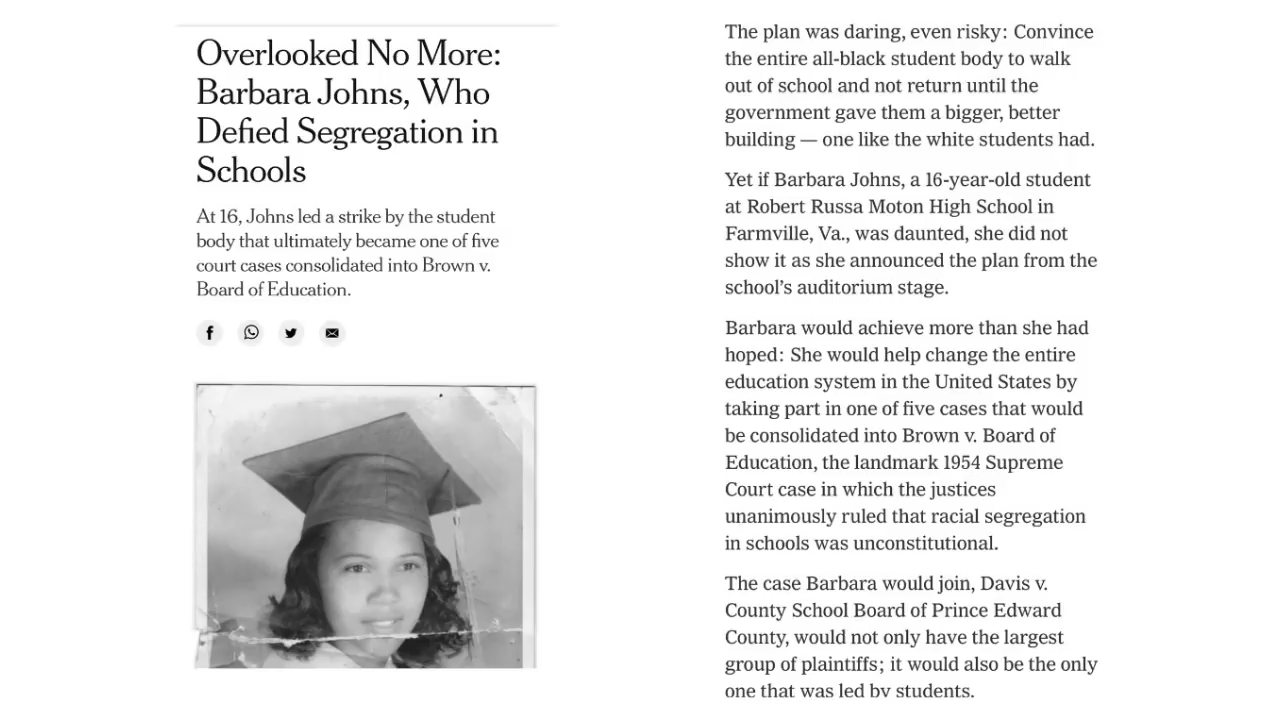 Overlooked No More:
Barbara Johns, Who
Defied Segregation in
Schools
At 16, Johns led a strike by the student
body that ultimately became one of five
court cases consolidated into Brown v.
Board of Education.
The plan was daring, even risky: Convince
the entire all-black student body to walk
out of school and not return until the
government gave them a bigger, better
building — one like the white students had.
Yet if Barbara Johns, a 16-year-old student
at Robert Russa Moton High School in
Farmville, Va., was daunted, she did not
show it as she announced the plan from the
school’s auditorium stage.
Barbara would achieve more than she had
hoped: She would help change the entire
education system in the United States by
taking part in one of five cases that would
be consolidated into Brown v. Board of
Education, the landmark 1954 Supreme
Court case in which the justices
unanimously ruled that racial segregation
in schools was unconstitutional.
The case Barbara would join, Davis v.
County School Board of Prince Edward
County, would not only have the largest
group of plaintiffs; it would also be the only
one that was led by students.